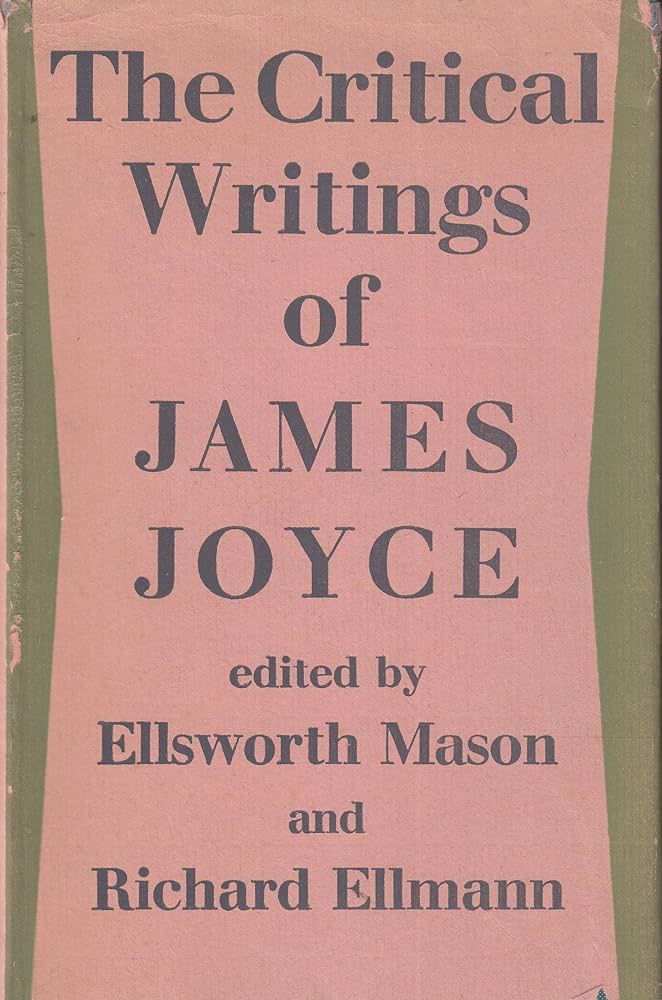 The Critical
Writings
of
JAMES
JOYCE
edited by
Ellsworth Mason
and
Richard Ellmann